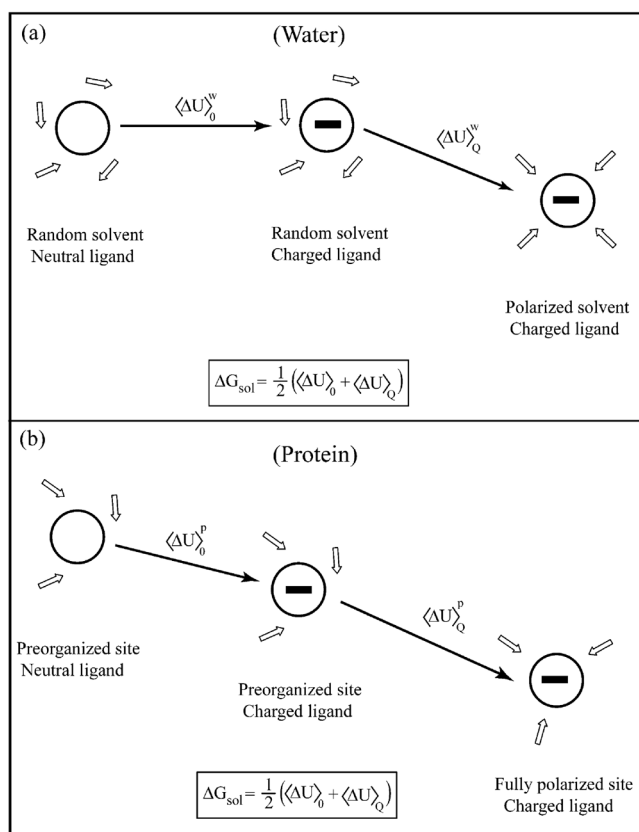 (a)
(Water)
⟨ΔU⟩₀ʷ
⟨ΔU⟩_Qʷ
Random solvent
Neutral ligand
Random solvent
Charged ligand
Polarized solvent
Charged ligand
ΔG_sol = 1/2 (⟨ΔU⟩₀ + ⟨ΔU⟩_Q)
(b)
(Protein)
⟨ΔU⟩₀ᵖ
⟨ΔU⟩_Qᵖ
Preorganized site
Neutral ligand
Preorganized site
Charged ligand
Fully polarized site
Charged ligand
ΔG_sol = 1/2 (⟨ΔU⟩₀ + ⟨ΔU⟩_Q)